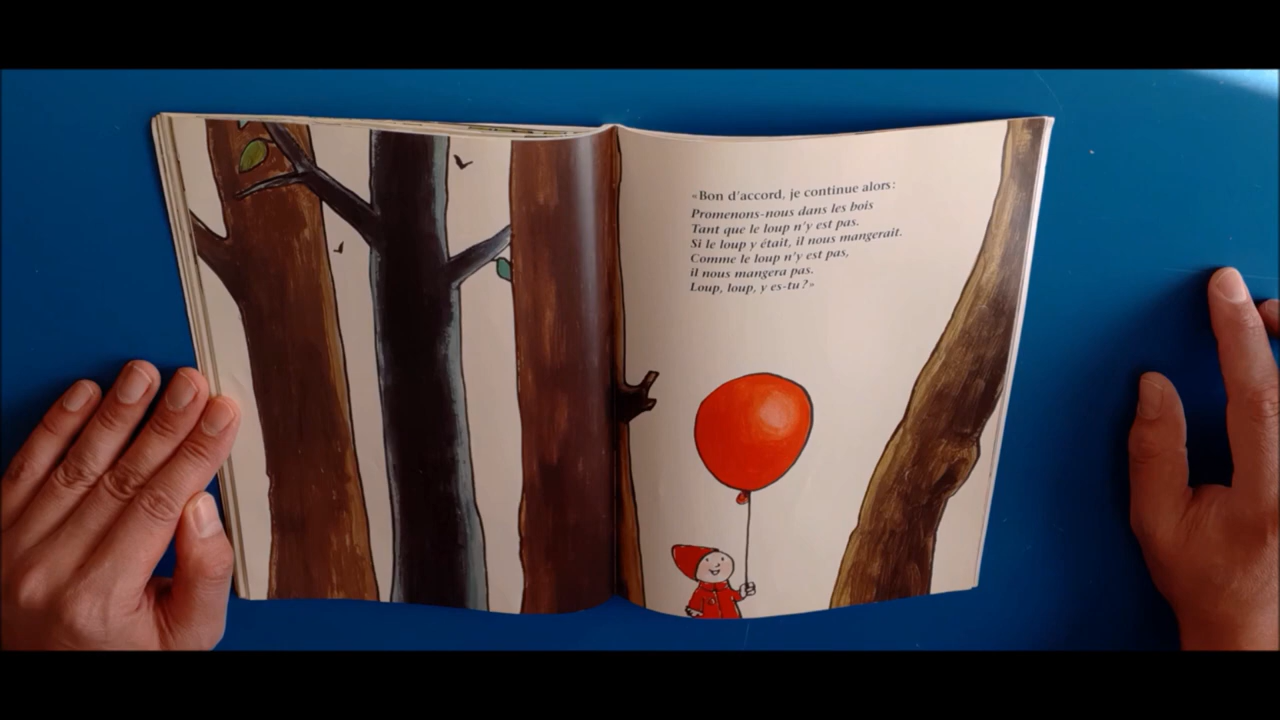 «Bon d'accord, je continue alors:
Promenons-nous dans les bois
Tant que le loup n'y est pas.
Si le loup y était, il nous mangerait.
Comme le loup n'y est pas,
il nous mangera pas.
Loup, loup, y es-tu?»